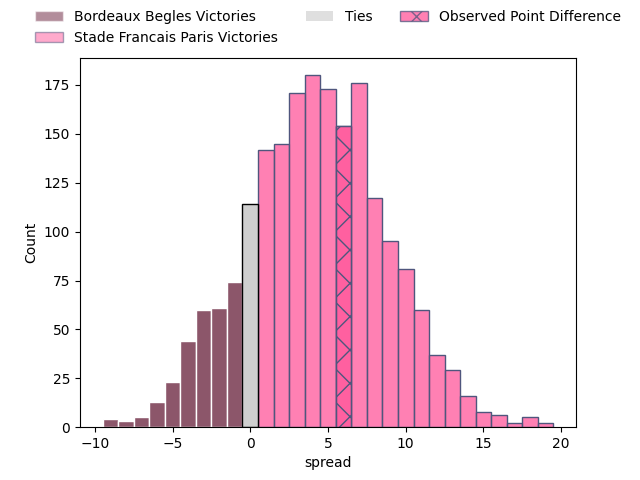 Bordeaux Begles Victories
Stade Francais Paris Victories
Ties
Observed Point Difference
175
150
125
100
75
50
25
0
Count
−10
−5
0
5
10
15
20
spread